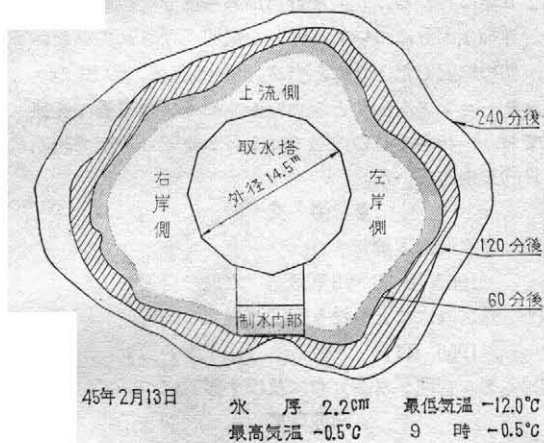 上流側
240分後
取水塔
外径14.5m
右岸側
左岸側
120分後
60分後
制水門部
45年2月13日
氷厚 2.2cm 最低気温 -12.0℃
最高気温 -0.5℃ 9時 -0.5℃